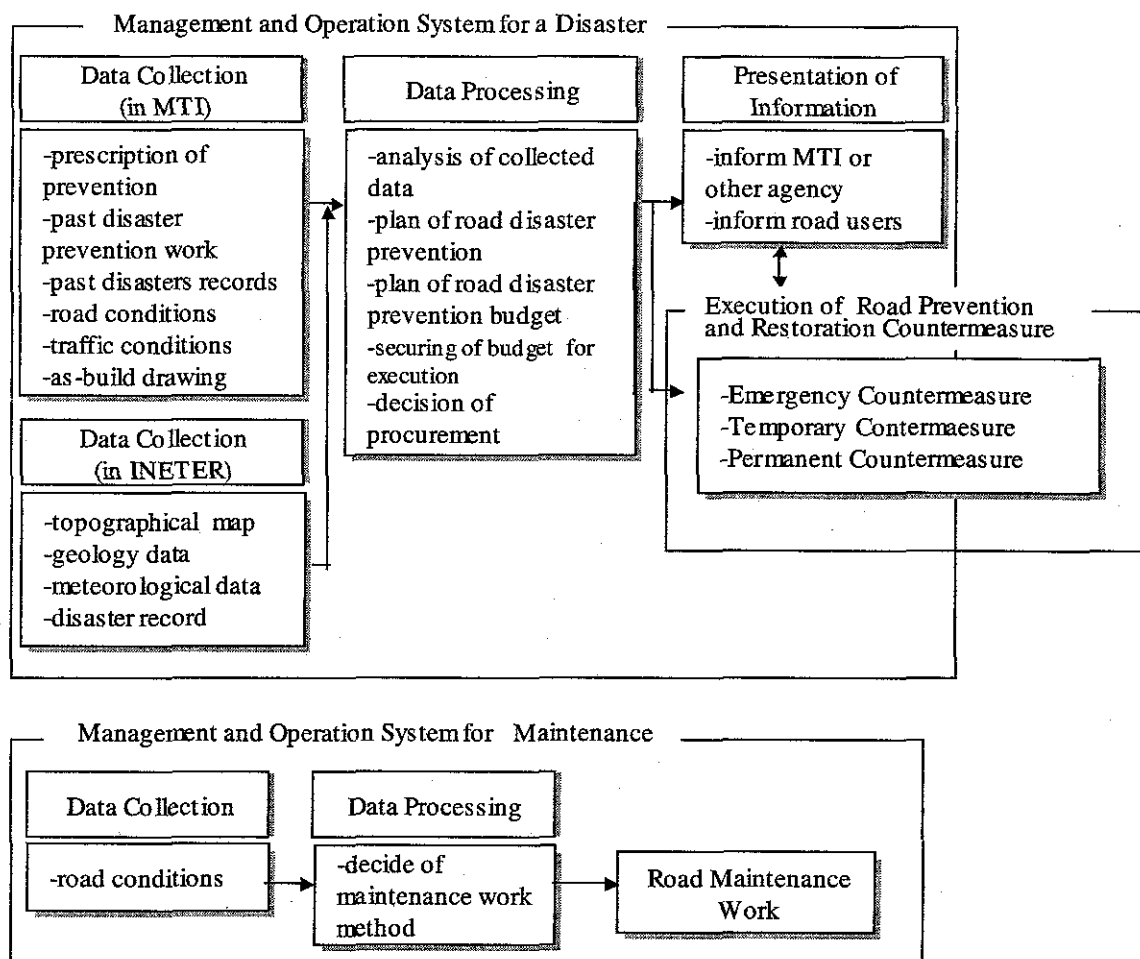 Management and Operation System for a Disaster
Data Collection
(in MTI)
-prescription of
prevention
-past disaster
prevention work
-past disasters records
-road conditions
-traffic conditions
-as-build drawing
Data Collection
(in INETER)
-topographical map
-geology data
-meteorological data
-disaster record
Data Processing
-analysis of collected
data
-plan of road disaster
prevention
-plan of road disaster
prevention budget
-securing of budget for
execution
-decision of
procurement
Presentation of
Information
-inform MTI or
other agency
-inform road users
Execution of Road Prevention
and Restoration Countermeasure
-Emergency Countermeasure
-Temporary Contermaesure
-Permanent Countermeasure
Management and Operation System for Maintenance
Data Collection
-road conditions
Data Processing
-decide of
maintenance work
method
Road Maintenance
Work